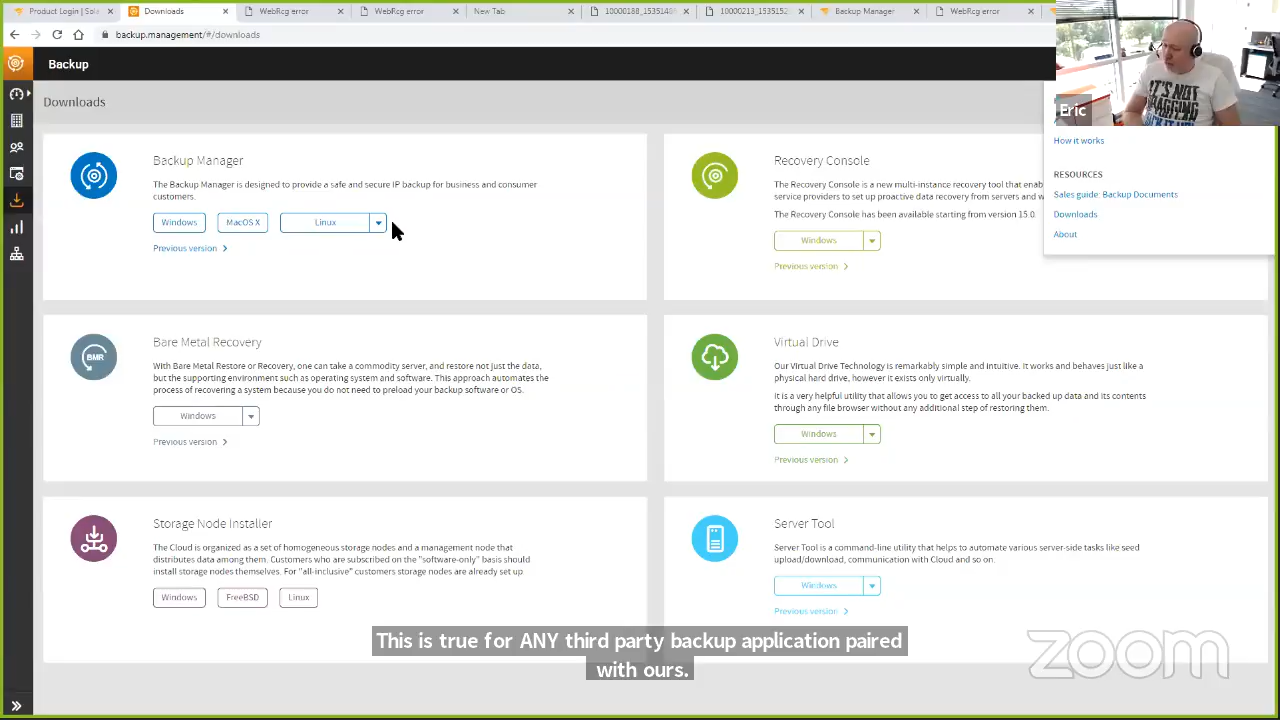 Product Login | Sola
Downloads
WebRcg error
WebRcg error
New Tab
Backup Manager
WebRcg error
backup.management/#/downloads
Backup
Eric
IT'S NOT
Downloads
How it works
RESOURCES
Sales guide: Backup Documents
Downloads
About
Backup Manager
The Backup Manager is designed to provide a safe and secure IP backup for business and consumer
customers.
Windows
MacOS X
Linux
Previous version
Recovery Console
The Recovery Console is a new multi-instance recovery tool that enab
service providers to set up proactive data recovery from servers and w
The Recovery Console has been available starting from version 15.0.
Windows
Previous version
Bare Metal Recovery
BMR
With Bare Metal Restore or Recovery, one can take a commodity server, and restore not just the data,
but the supporting environment such as operating system and software. This approach automates the
process of recovering a system because you do not need to preload your backup software or OS.
Windows
Previous version
Virtual Drive
Our Virtual Drive Technology is remarkably simple and intuitive. It works and behaves just like a
physical hard drive, however it exists only virtually.
It is a very helpful utility that allows you to get access to all your backed up data and its contents
through any file browser without any additional step of restoring them.
Windows
Previous version
Storage Node Installer
The Cloud is organized as a set of homogeneous storage nodes and a management node that
distributes data among them. Customers who are subscribed on the "software-only" basis should
install storage nodes themselves. For "all-inclusive" customers storage nodes are already set up.
Windows
FreeBSD
Linux
Server Tool
Server Tool is a command-line utility that helps to automate various server-side tasks like seed
upload/download, communication with Cloud and so on.
Windows
Previous version
This is true for ANY third party backup application paired
with ours.
zoom